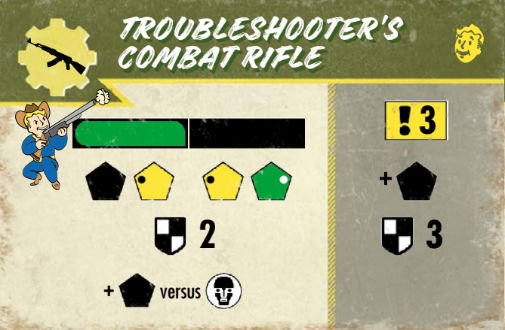 TROUBLESHOOTER'S
COMBAT RIFLE
! 3
+
2
3
+ versus